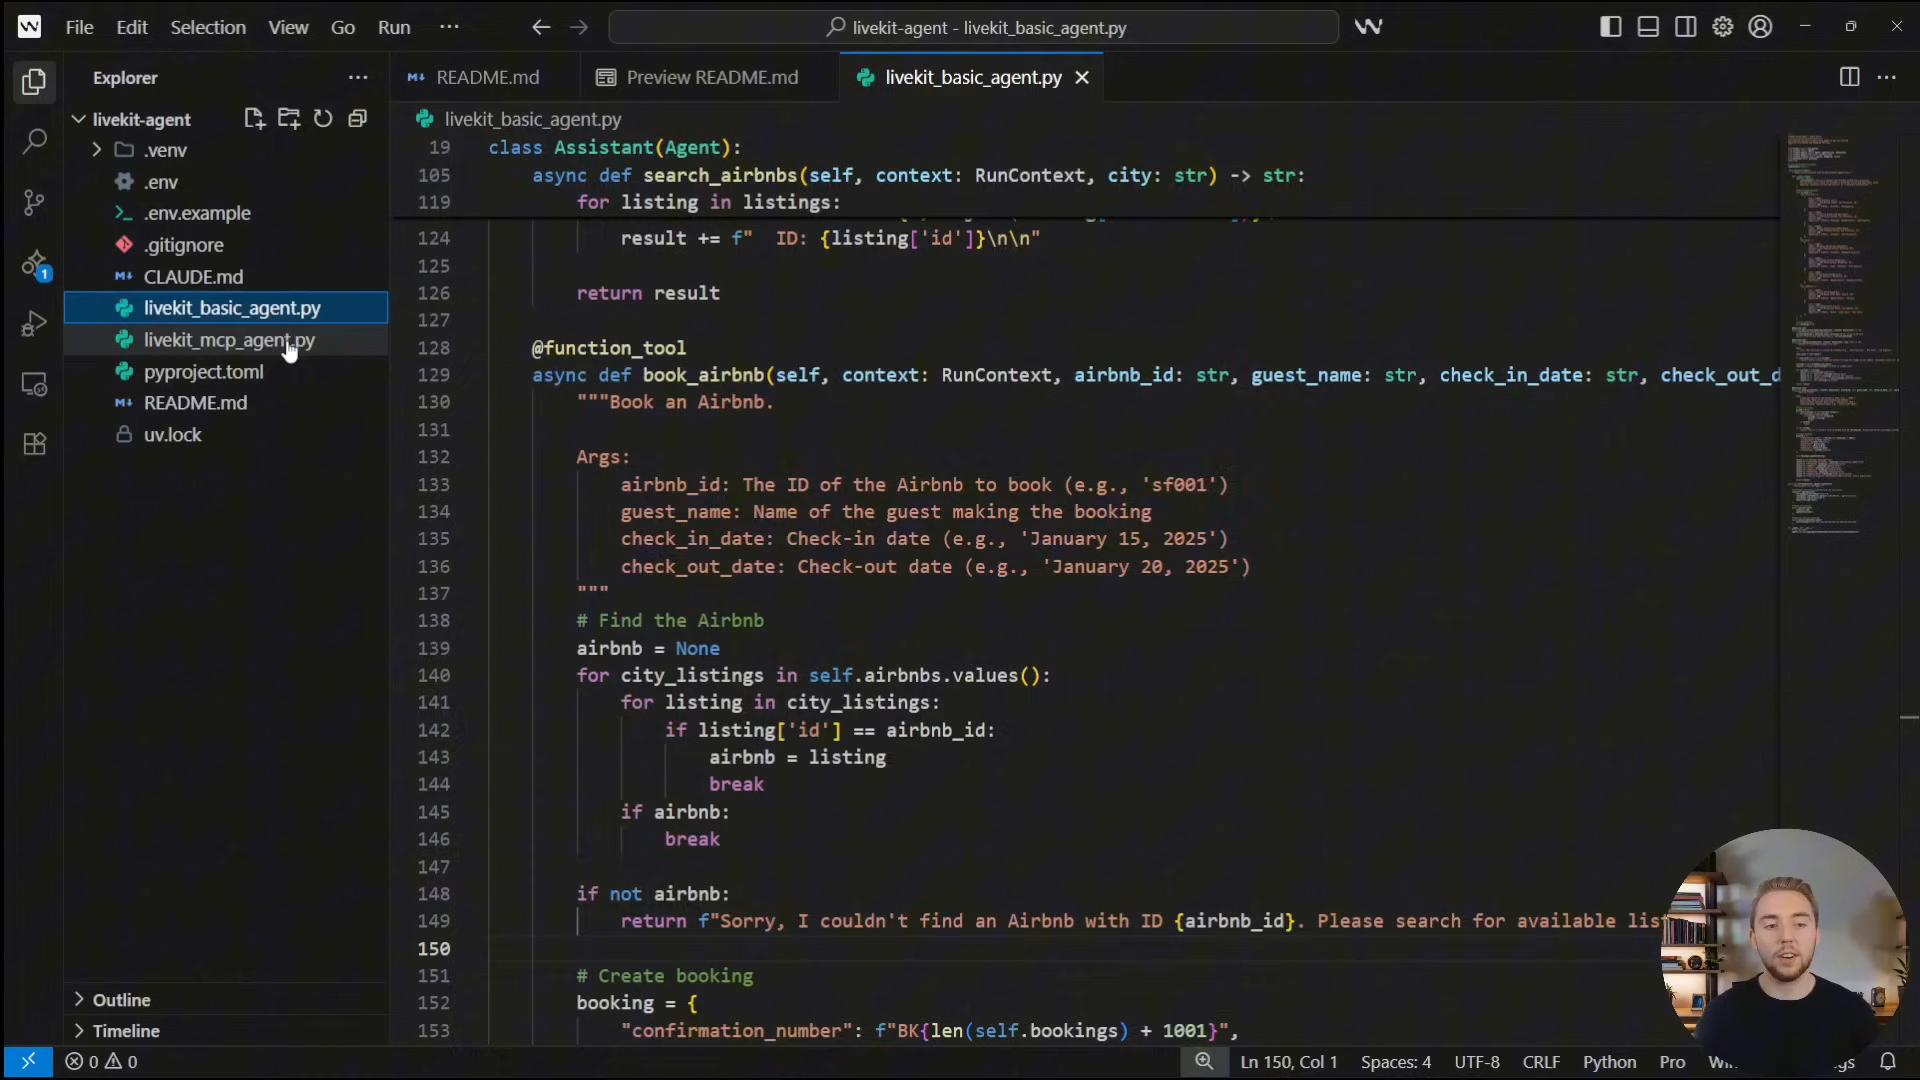 File Edit Selection View Go Run ···
livekit-agent - livekit_basic_agent.py
Explorer
livekit-agent
.venv
.env
.env.example
.gitignore
CLAUDE.md
livekit_basic_agent.py
livekit_mcp_agent.py
pyproject.toml
README.md
uv.lock
Outline
Timeline
1
README.md Preview README.md livekit_basic_agent.py
livekit_basic_agent.py
19 class Assistant(Agent):
105 async def search_airbnbs(self, context: RunContext, city: str) -> str:
119 for listing in listings:
124 result += f"  ID: {listing['id']}\n\n"
125
126 return result
127
128 @function_tool
129 async def book_airbnb(self, context: RunContext, airbnb_id: str, guest_name: str, check_in_date: str, check_out_d
130 """Book an Airbnb.
131
132 Args:
133 airbnb_id: The ID of the Airbnb to book (e.g., 'sf001')
134 guest_name: Name of the guest making the booking
135 check_in_date: Check-in date (e.g., 'January 15, 2025')
136 check_out_date: Check-out date (e.g., 'January 20, 2025')
137 """
138 # Find the Airbnb
139 airbnb = None
140 for city_listings in self.airbnbs.values():
141 for listing in city_listings:
142 if listing['id'] == airbnb_id:
143 airbnb = listing
144 break
145 if airbnb:
146 break
147
148 if not airbnb:
149 return f"Sorry, I couldn't find an Airbnb with ID {airbnb_id}. Please search for available lis
150
151 # Create booking
152 booking = {
153 "confirmation_number": f"BK{len(self.bookings) + 1001}",
0 0 Ln 150, Col 1 Spaces: 4 UTF-8 CRLF Python Pro